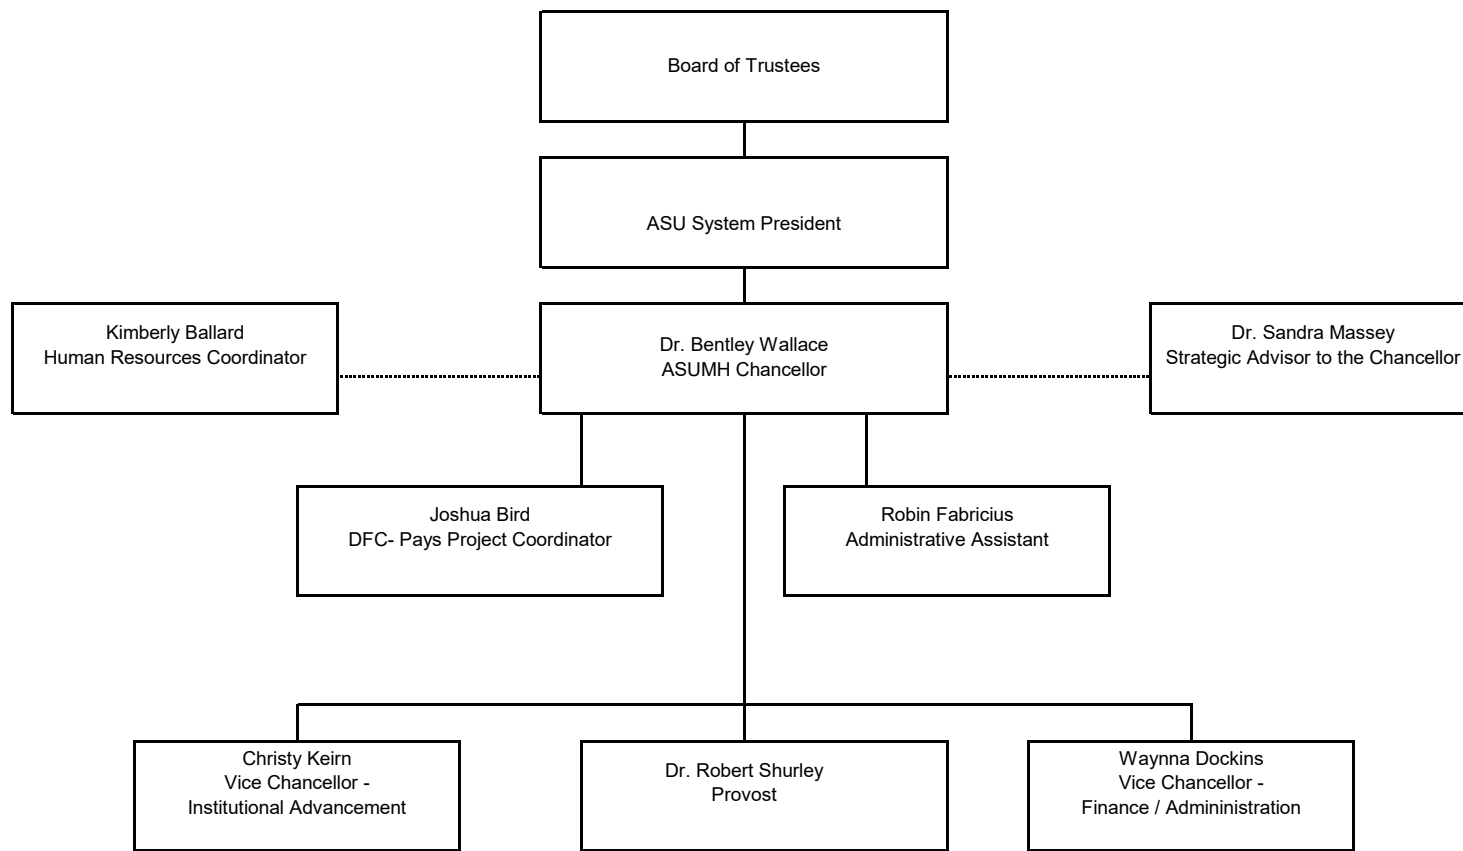 Board of Trustees
ASU System President
Kimberly Ballard
Human Resources Coordinator
Dr. Bentley Wallace
ASUMH Chancellor
Dr. Sandra Massey
Strategic Advisor to the Chancellor
Joshua Bird
DFC- Pays Project Coordinator
Robin Fabricius
Administrative Assistant
Christy Keirn
Vice Chancellor -
Institutional Advancement
Dr. Robert Shurley
Provost
Waynna Dockins
Vice Chancellor -
Finance / Admininistration